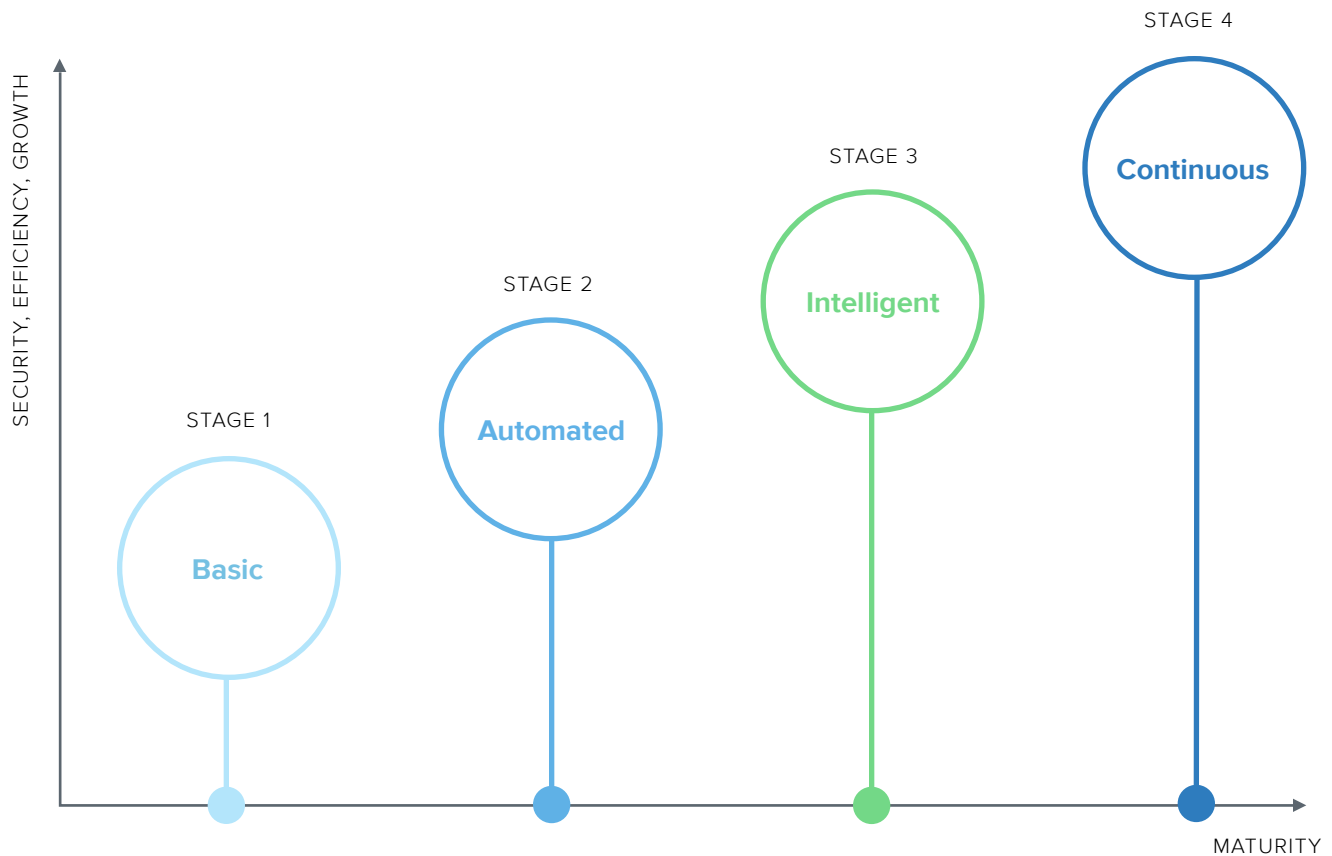 STAGE 4
STAGE 3
STAGE 2
STAGE 1
Continuous
Intelligent
Automated
Basic
SECURITY, EFFICIENCY, GROWTH
MATURITY